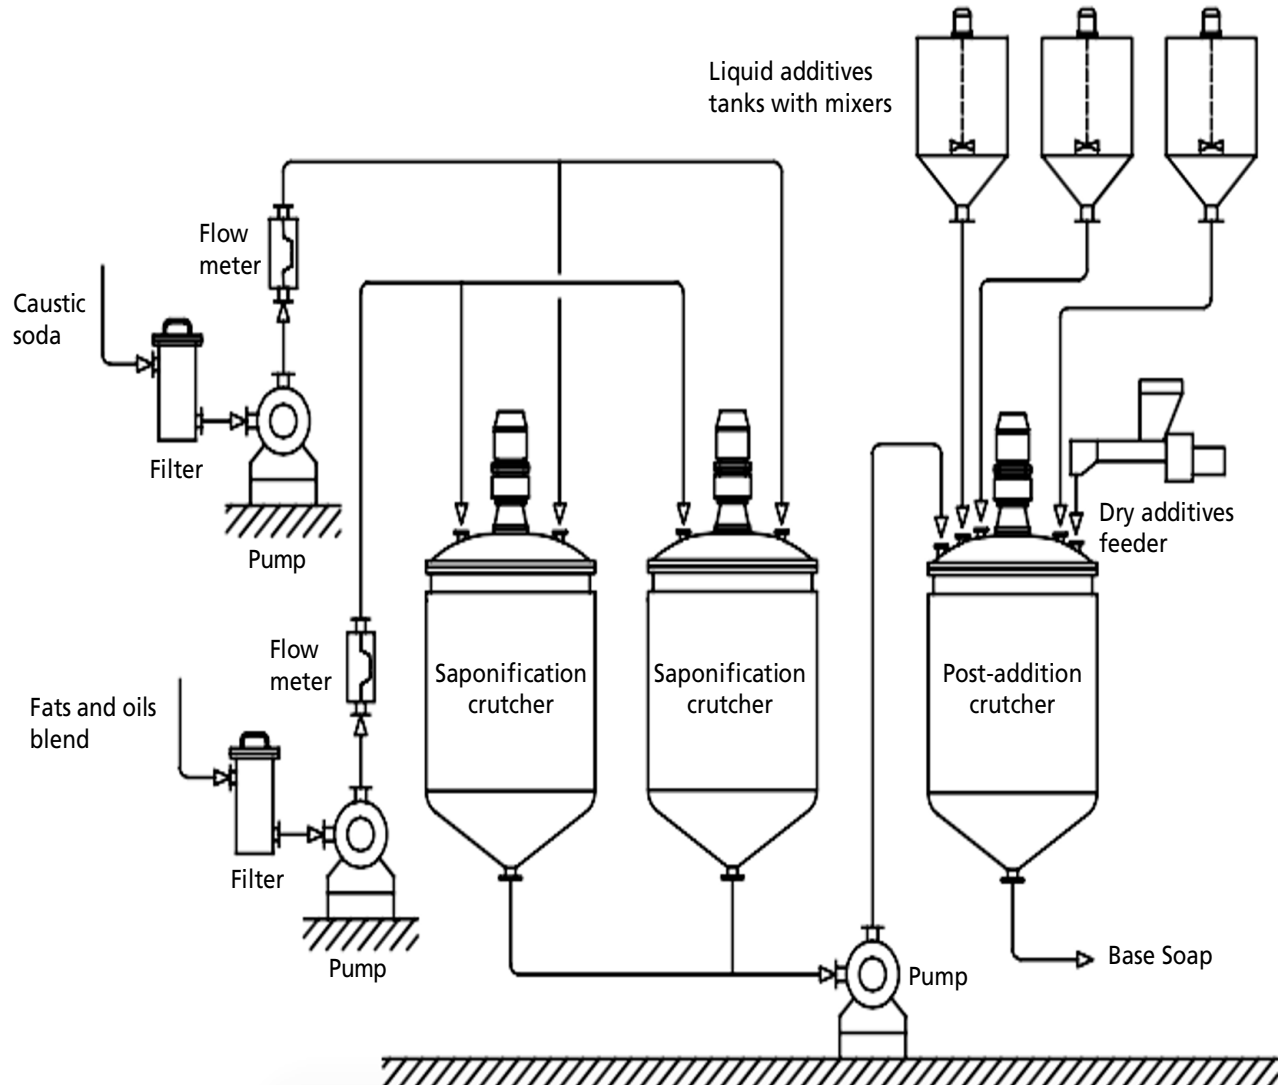 Liquid additives
tanks with mixers
Flow
meter
Caustic
soda
Filter
Pump
Dry additives
feeder
Flow
meter
Fats and oils
blend
Saponification
crutcher
Saponification
crutcher
Post-addition
crutcher
Filter
Pump
Pump
Base Soap